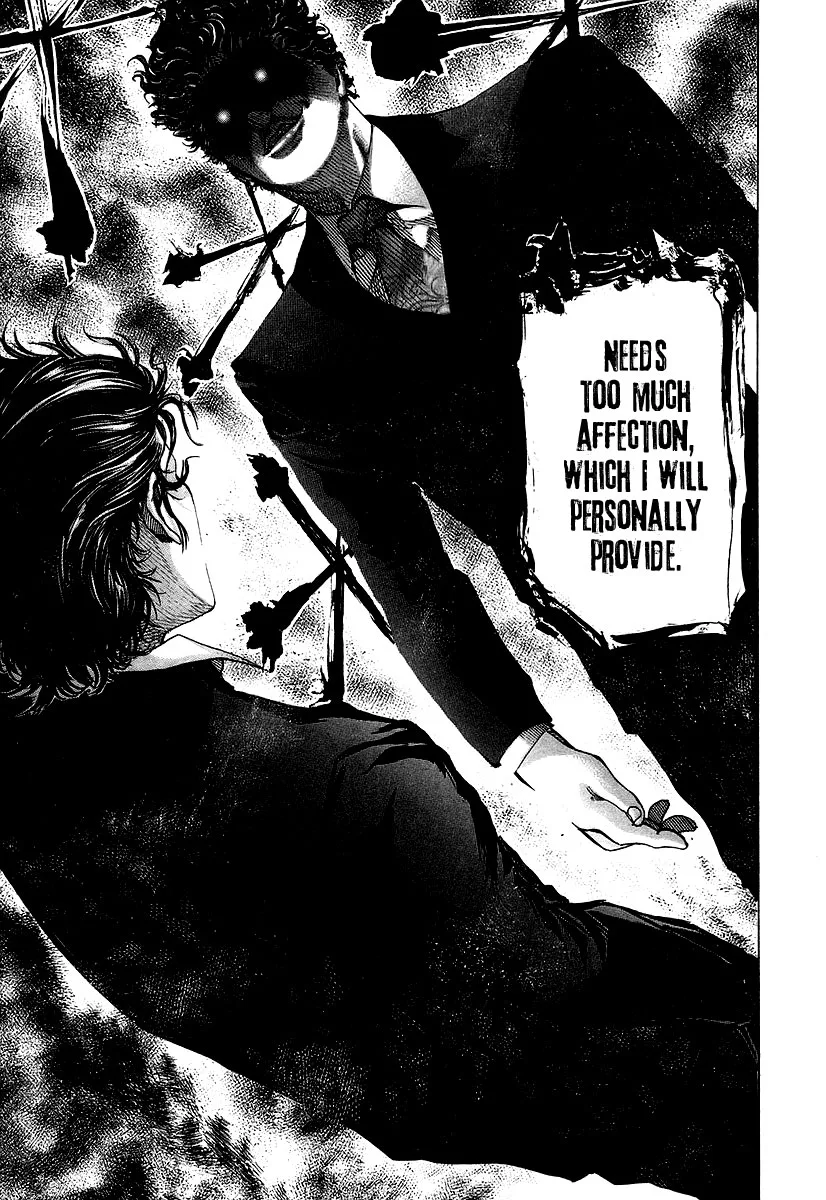 NEEDS
TOO MUCH
AFFECTION,
WHICH I WILL
PERSONALLY
PROVIDE.